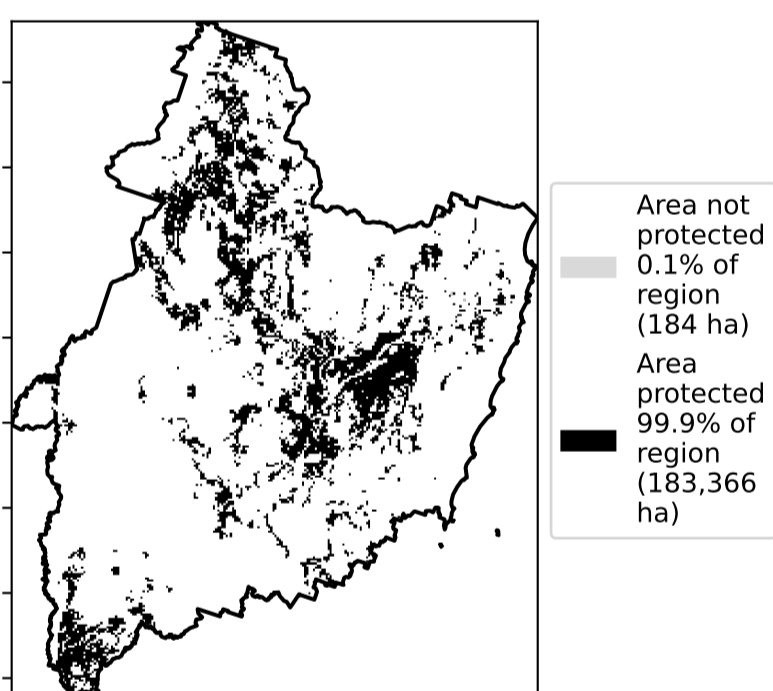 Area not
protected
0.1% of
region
(184 ha)
Area
protected
99.9% of
region
(183,366
ha)